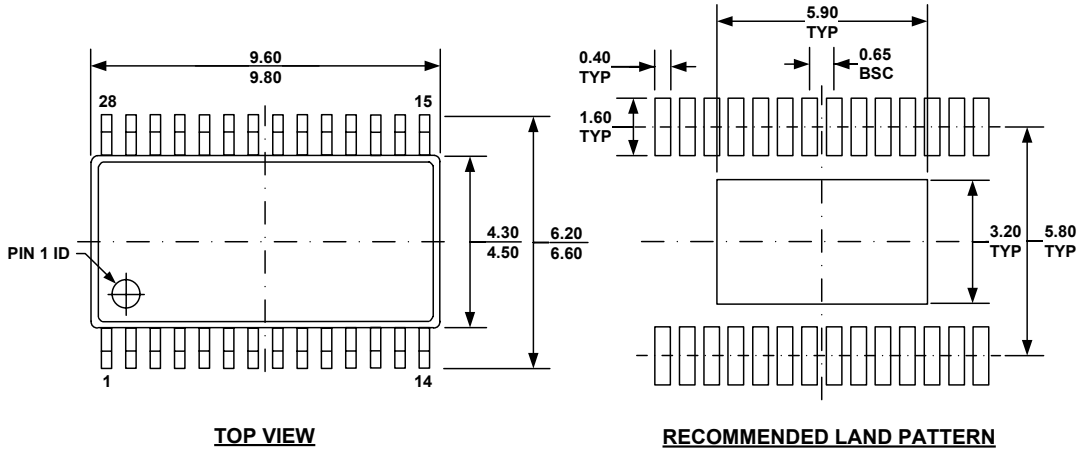 9.60
9.80
28
15
PIN 1 ID
4.30
4.50
6.20
6.60
1
14
TOP VIEW
5.90
TYP
0.40
TYP
0.65
BSC
1.60
TYP
3.20
TYP
5.80
TYP
RECOMMENDED LAND PATTERN